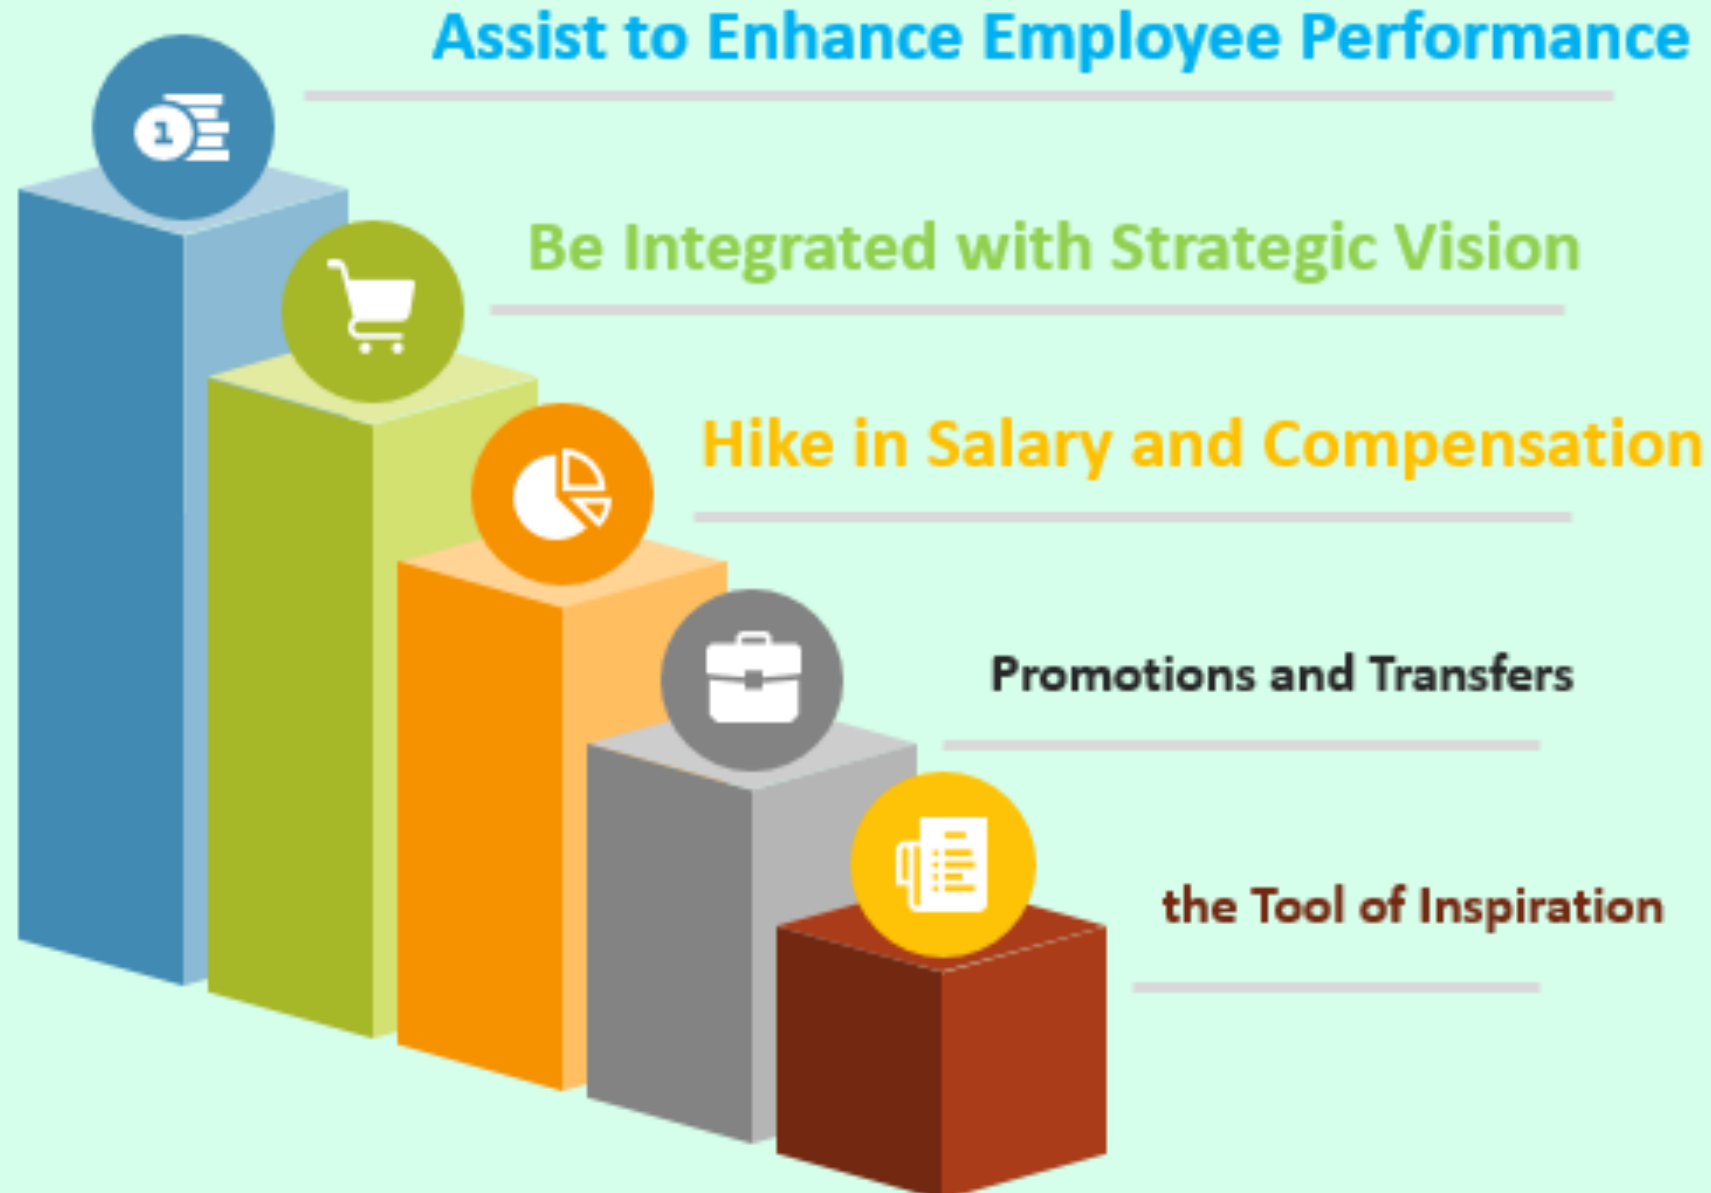 Assist to Enhance Employee Performance
1
Be Integrated with Strategic Vision
Hike in Salary and Compensation
Promotions and Transfers
the Tool of Inspiration